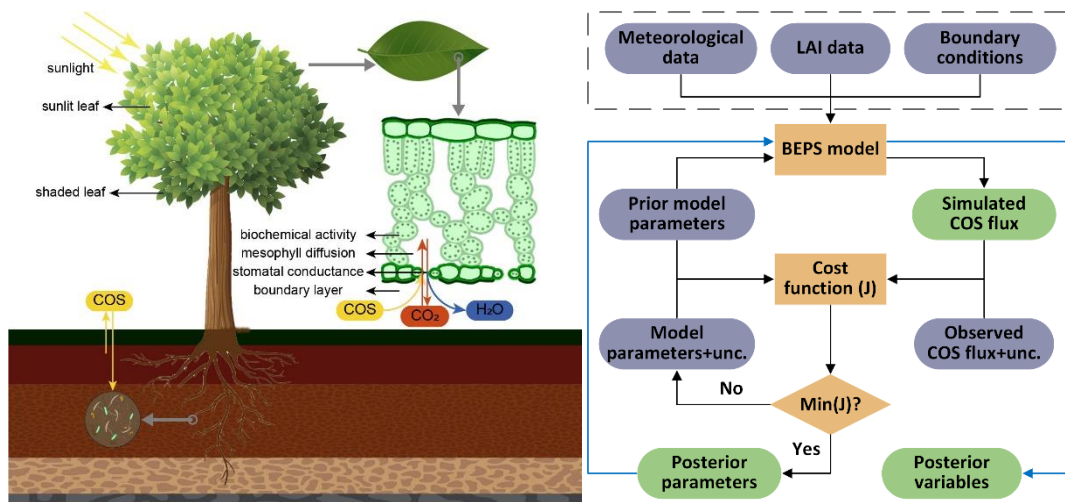 sunlight
sunlit leaf
shaded leaf
biochemical activity
mesophyll diffusion
stomatal conductance
boundary layer
COS
CO₂
H₂O
COS
Meteorological
data
LAI data
Boundary
conditions
BEPS model
Prior model
parameters
Simulated
COS flux
Cost
function (J)
Model
parameters+unc.
Observed
COS flux+unc.
No
Min(J)?
Yes
Posterior
parameters
Posterior
variables